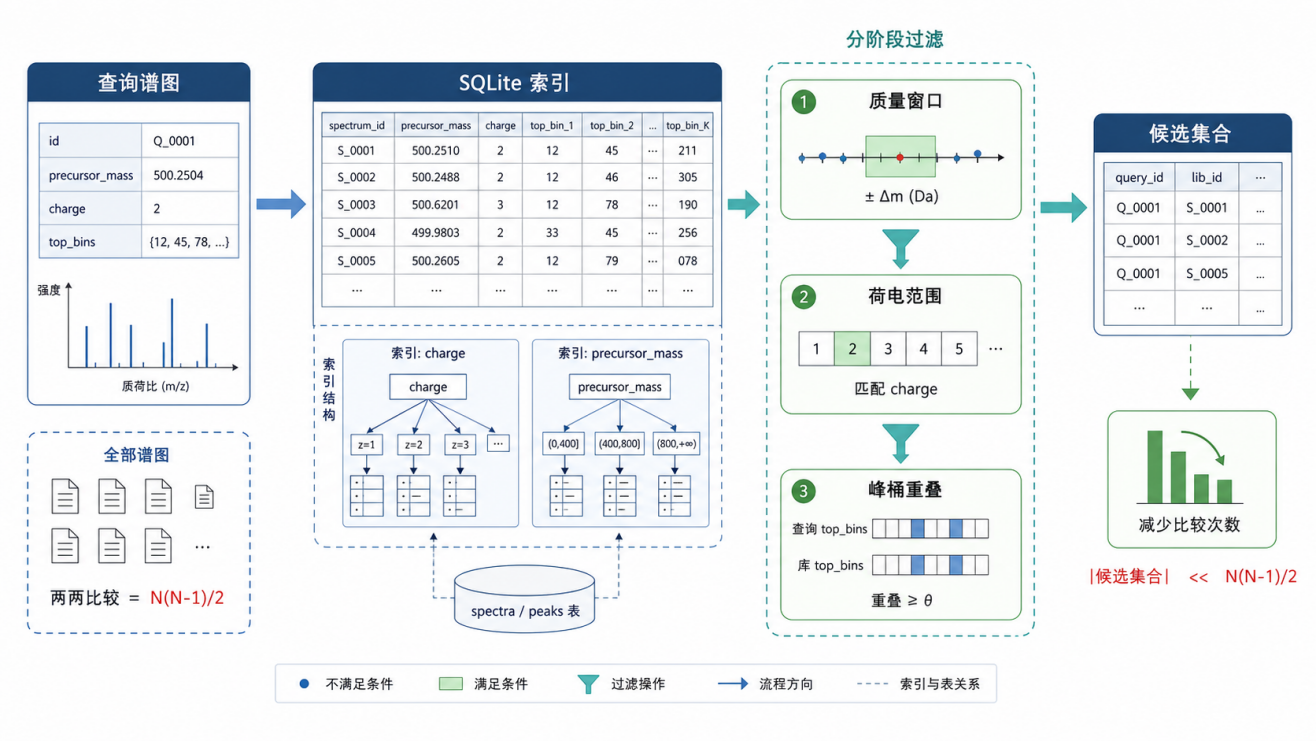 分阶段过滤
查询谱图
id Q_0001
precursor_mass 500.2504
charge 2
top_bins {12, 45, 78, ...}
强度
质荷比 (m/z)
全部谱图
...
两两比较 = N(N-1)/2
SQLite 索引
spectrum_id precursor_mass charge top_bin_1 top_bin_2 ... top_bin_K
S_0001 500.2510 2 12 45 ... 211
S_0002 500.2488 2 12 46 ... 305
S_0003 500.6201 3 12 78 ... 190
S_0004 499.9803 2 33 45 ... 256
S_0005 500.2605 2 12 79 ... 078
... ... ... ... ... ... ...
索引结构
索引: charge
charge
z=1 z=2 z=3 ...
索引: precursor_mass
precursor_mass
(0,400] (400,800] (800,+∞)
spectra / peaks 表
1 质量窗口
± Δm (Da)
2 荷电范围
1 2 3 4 5 ...
匹配 charge
3 峰桶重叠
查询 top_bins
库 top_bins
重叠 ≥ θ
候选集合
query_id lib_id ...
Q_0001 S_0001 ...
Q_0001 S_0002 ...
Q_0001 S_0005 ...
... ... ...
减少比较次数
|候选集合| << N(N-1)/2
不满足条件 满足条件 过滤操作 流程方向 索引与表关系